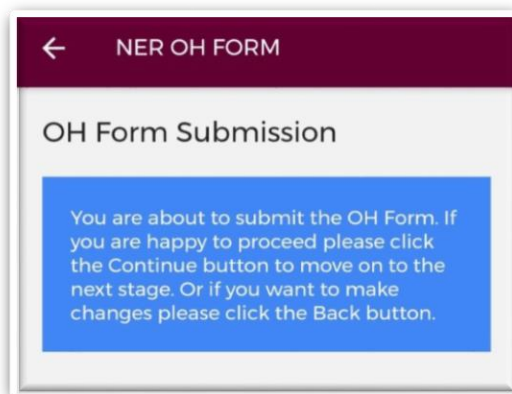 NER OH FORM
OH Form Submission
You are about to submit the OH Form. If
you are happy to proceed please click
the Continue button to move on to the
next stage. Or if you want to make
changes please click the Back button.